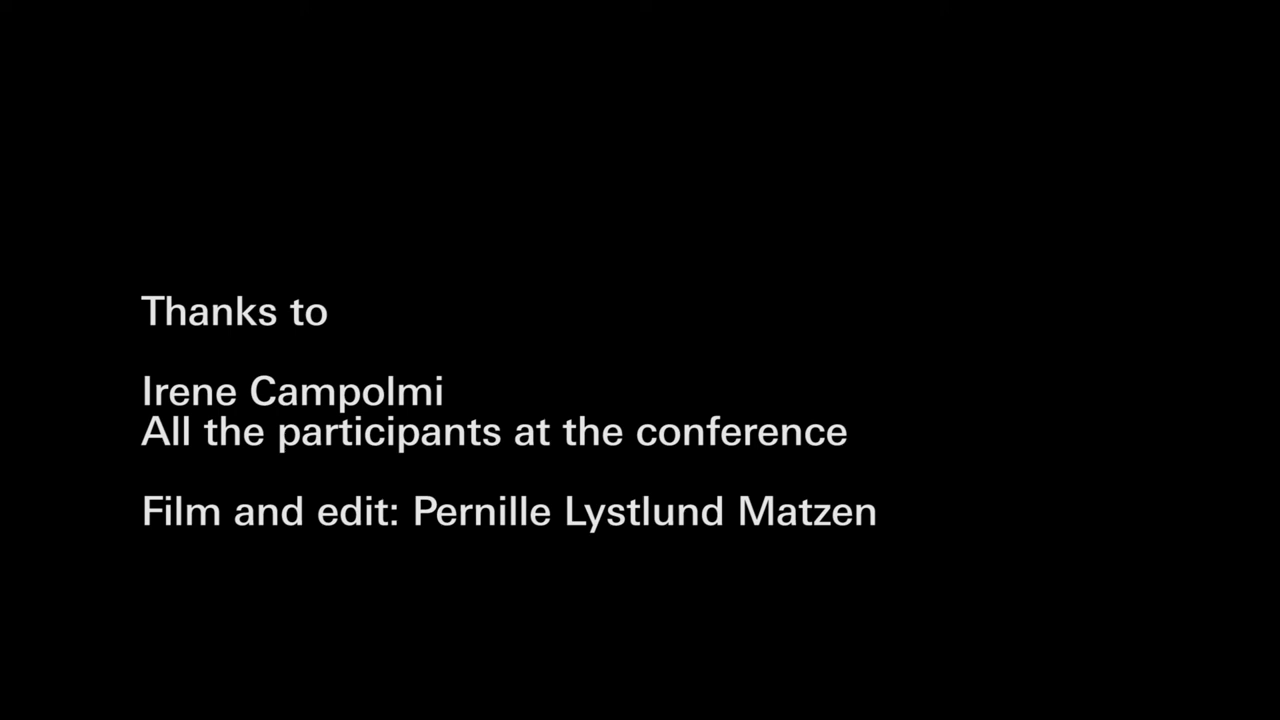 Thanks to
Irene Campolmi
All the participants at the conference
Film and edit: Pernille Lystlund Matzen